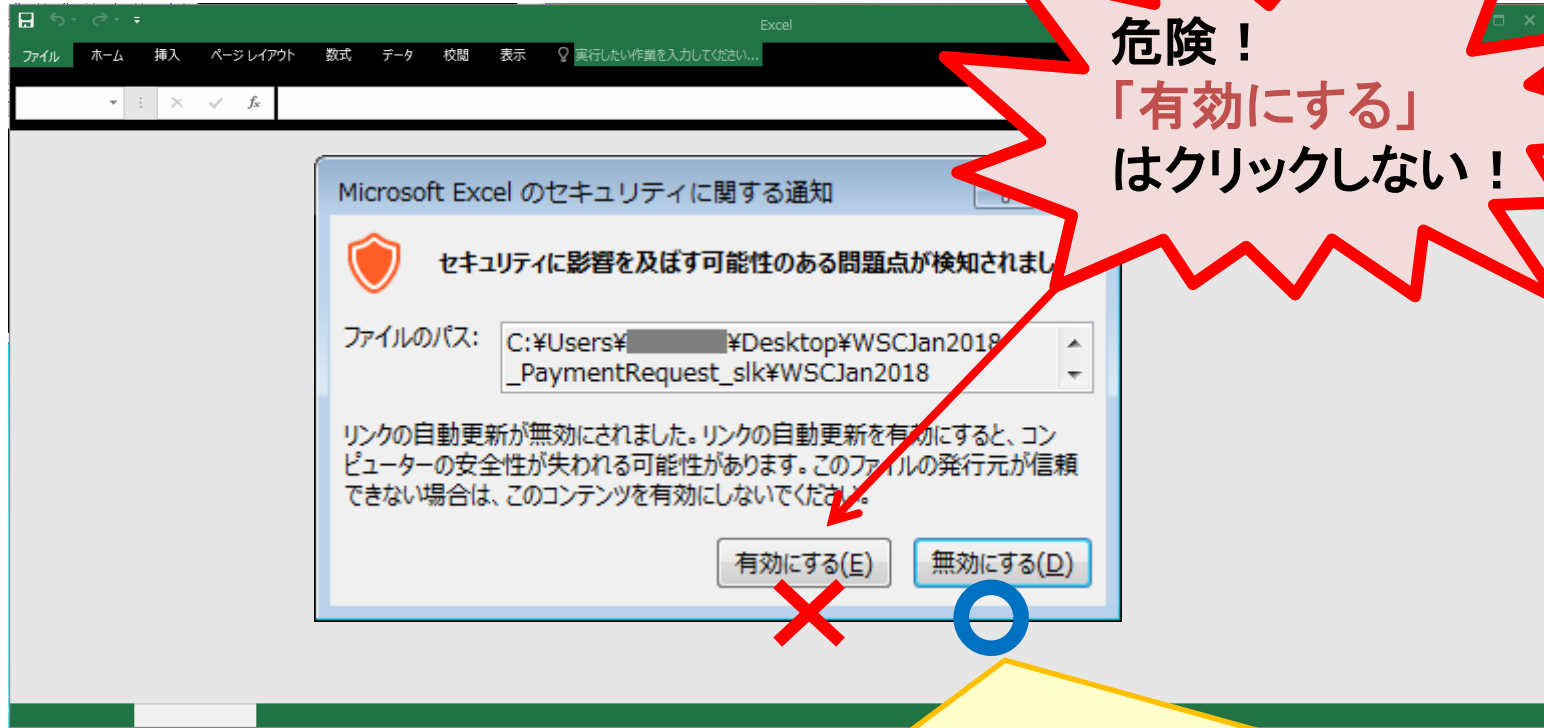 Excel
ファイル ホーム 挿入 ページ レイアウト 数式 データ 校閲 表示 実行したい作業を入力してください...
fx
危険！
「有効にする」
はクリックしない！
Microsoft Excel のセキュリティに関する通知
セキュリティに影響を及ぼす可能性のある問題点が検知されまし
ファイルのパス:
C:¥Users¥ ¥Desktop¥WSCJan2018
_PaymentRequest_slk¥WSCJan2018
リンクの自動更新が無効にされました。リンクの自動更新を有効にすると、コン
ピューターの安全性が失われる可能性があります。このファイルの発行元が信頼
できない場合は、このコンテンツを有効にしないでください。
有効にする(E) 無効にする(D)